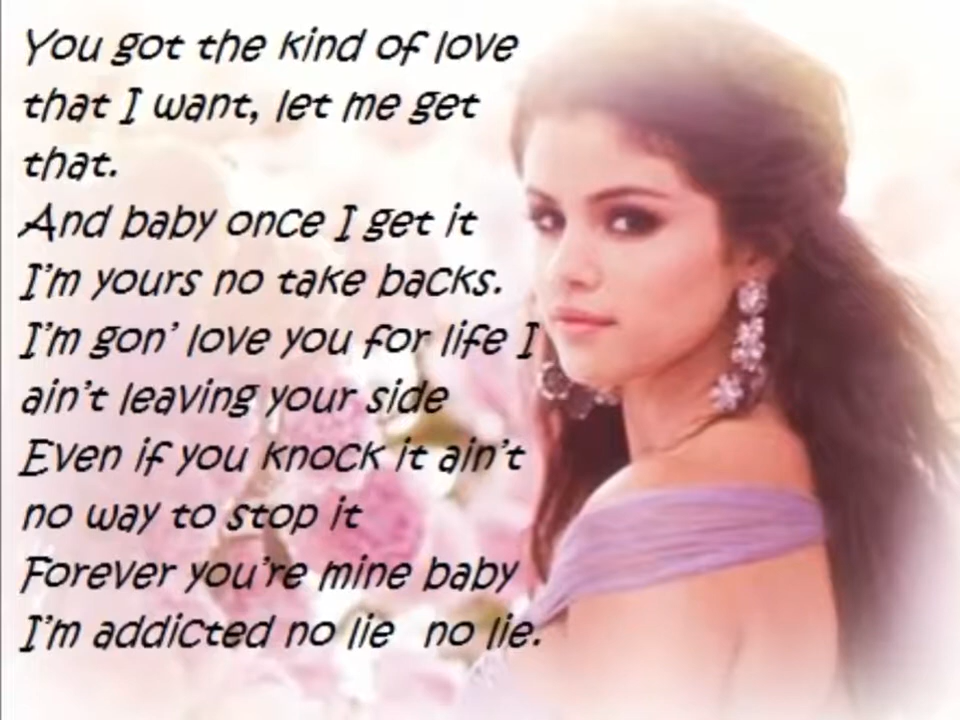 You got the kind of love
that I want, let me get
that.
And baby once I get it
I'm yours no take backs.
I'm gon' love you for life I
ain't leaving your side
Even if you knock it ain't
no way to stop it
Forever you're mine baby
I'm addicted no lie  no lie.